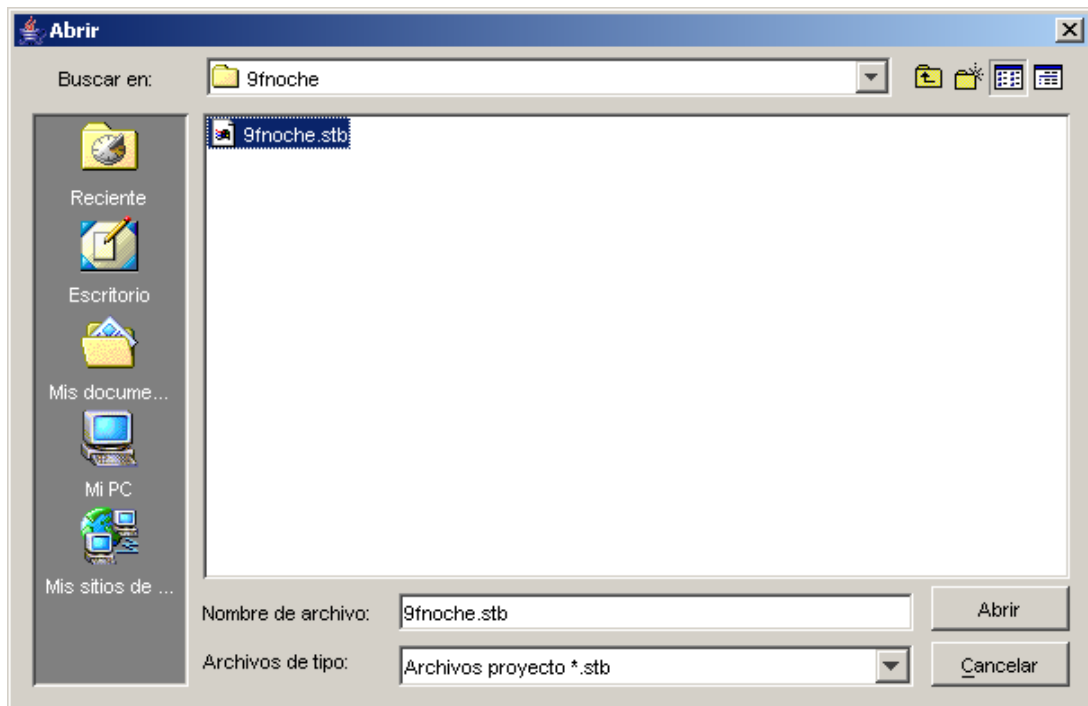 Abrir
Buscar en:
9fnoche
9fnoche.stb
Reciente
Escritorio
Mis docume...
Mi PC
Mis sitios de ...
Nombre de archivo:
9fnoche.stb
Abrir
Archivos de tipo:
Archivos proyecto *.stb
Cancelar